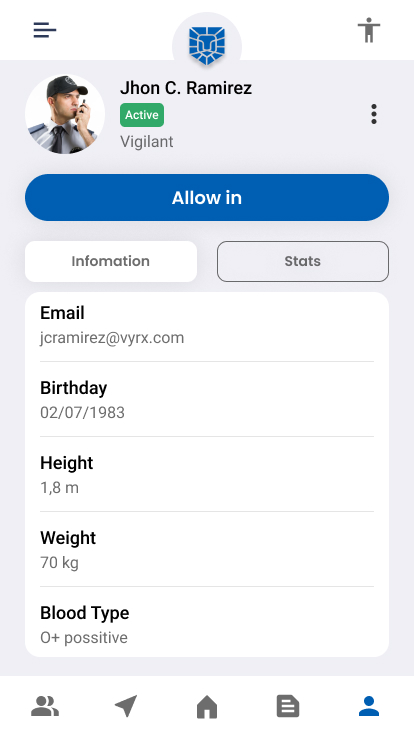 Jhon C. Ramirez
Active
Vigilant
Allow in
Infomation
Stats
Email
jcramirez@vyrx.com
Birthday
02/07/1983
Height
1,8 m
Weight
70 kg
Blood Type
O+ possitive